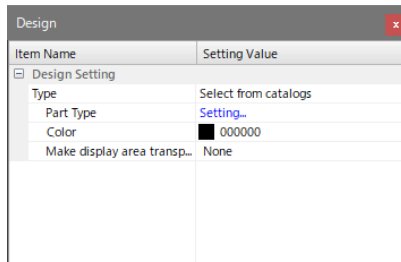 Design
x
Item Name Setting Value
Design Setting
Type Select from catalogs
Part Type Setting...
Color 000000
Make display area transp... None